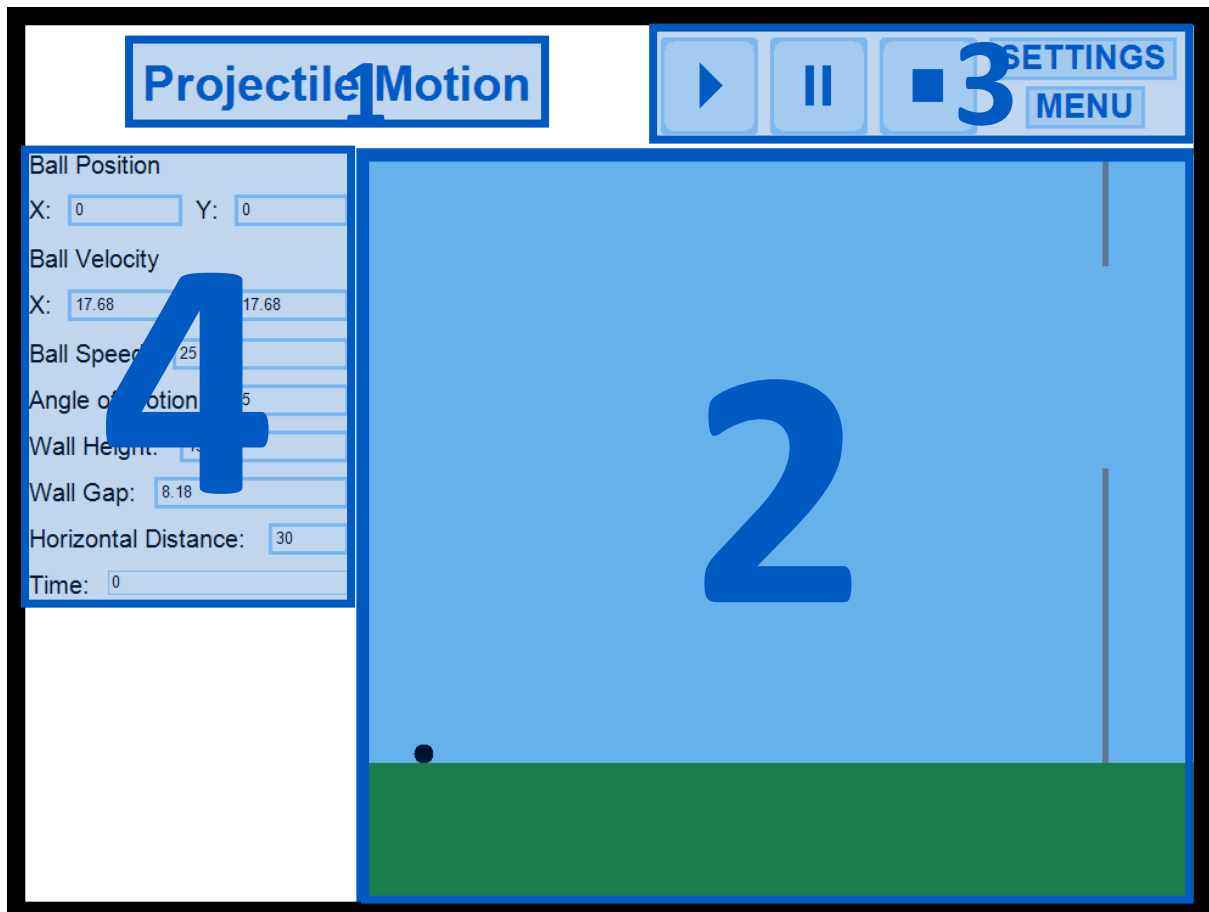 Projectile Motion
1
SETTINGS
3
MENU
Ball Position
X: 0 Y: 0
Ball Velocity
X: 17.68 17.68
4
Ball Speed 25
Angle of Motion
Wall Height:
Wall Gap: 8.18
Horizontal Distance: 30
Time: 0
2